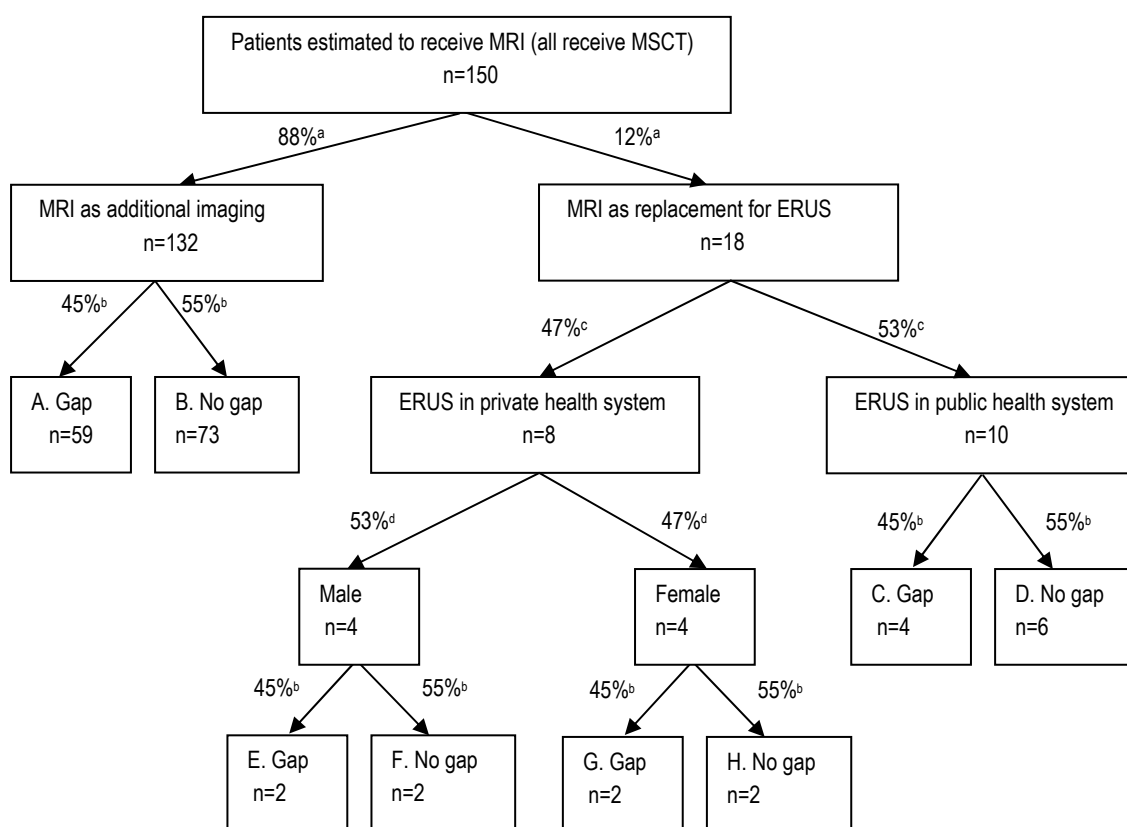 Patients estimated to receive MRI (all receive MSCT)
n=150
88%ᵃ
12%ᵃ
MRI as additional imaging
n=132
MRI as replacement for ERUS
n=18
45%ᵇ
55%ᵇ
47%ᶜ
53%ᶜ
A. Gap
n=59
B. No gap
n=73
ERUS in private health system
n=8
ERUS in public health system
n=10
53%ᵈ
47%ᵈ
45%ᵇ
55%ᵇ
Male
n=4
Female
n=4
C. Gap
n=4
D. No gap
n=6
45%ᵇ
55%ᵇ
45%ᵇ
55%ᵇ
E. Gap
n=2
F. No gap
n=2
G. Gap
n=2
H. No gap
n=2